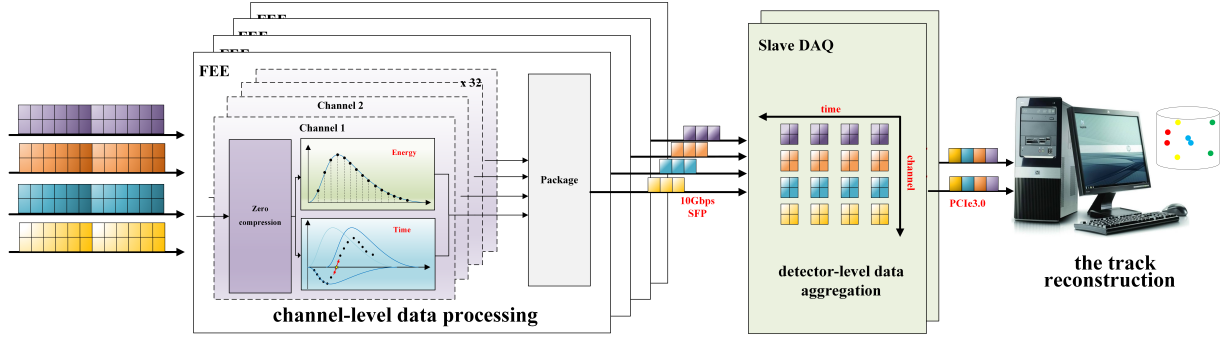 FEE
FEE
FEE
FEE
x 32
Channel 2
Channel 1
Energy
Zero
compression
Time
Package
channel-level data processing
10Gbps
SFP
Slave DAQ
time
channel
detector-level data
aggregation
PCIe3.0
the track
reconstruction